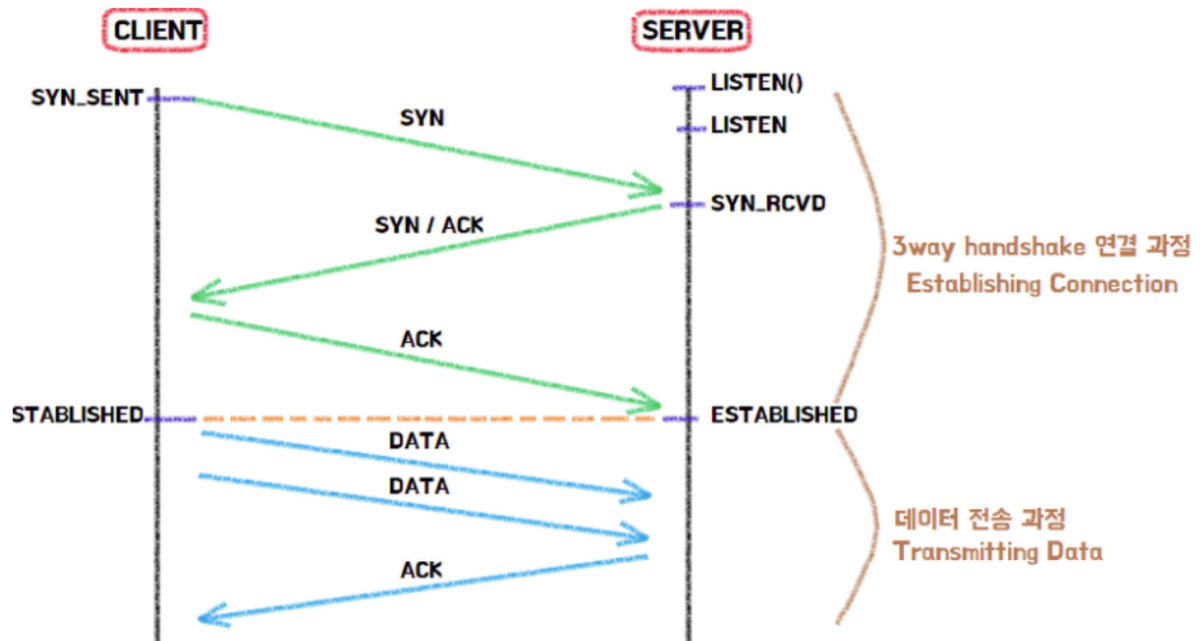 CLIENT
SERVER
SYN_SENT
LISTEN()
SYN
LISTEN
SYN_RCVD
SYN / ACK
3way handshake 연결 과정
Establishing Connection
ACK
STABLISHED
ESTABLISHED
DATA
DATA
데이터 전송 과정
Transmitting Data
ACK